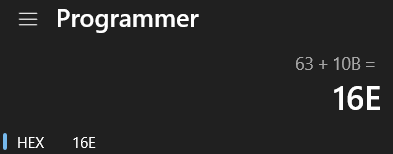 Programmer
63 + 10B =
16E
HEX 16E